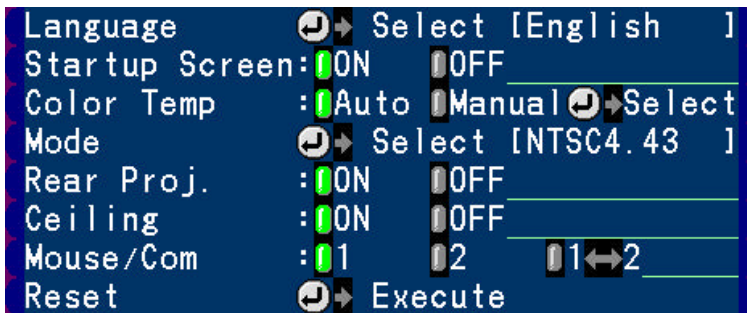 Language Select [English ]
Startup Screen: ON OFF
Color Temp : Auto Manual Select
Mode Select [NTSC4.43 ]
Rear Proj. : ON OFF
Ceiling : ON OFF
Mouse/Com : 1 2 1↔2
Reset Execute